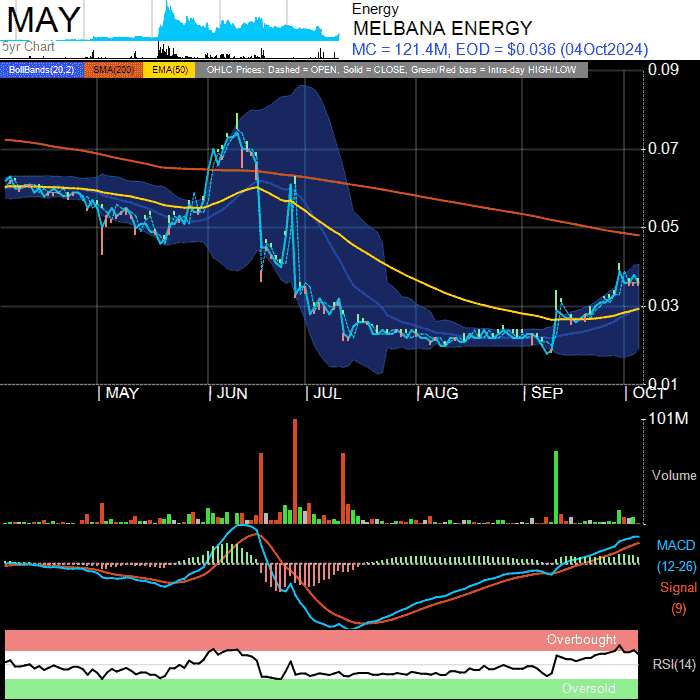 MAY
5yr Chart
Energy
MELBANA ENERGY
MC = 121.4M, EOD = $0.036 (04Oct2024)
BollBands(20,2) SMA(200) EMA(50) OHLC Prices: Dashed = OPEN, Solid = CLOSE, Green/Red bars = Intra-day HIGH/LOW
0.09
0.07
0.05
0.03
0.01
MAY JUN JUL AUG SEP OCT
101M
Volume
MACD
(12-26)
Signal
(9)
Overbought
RSI(14)
Oversold